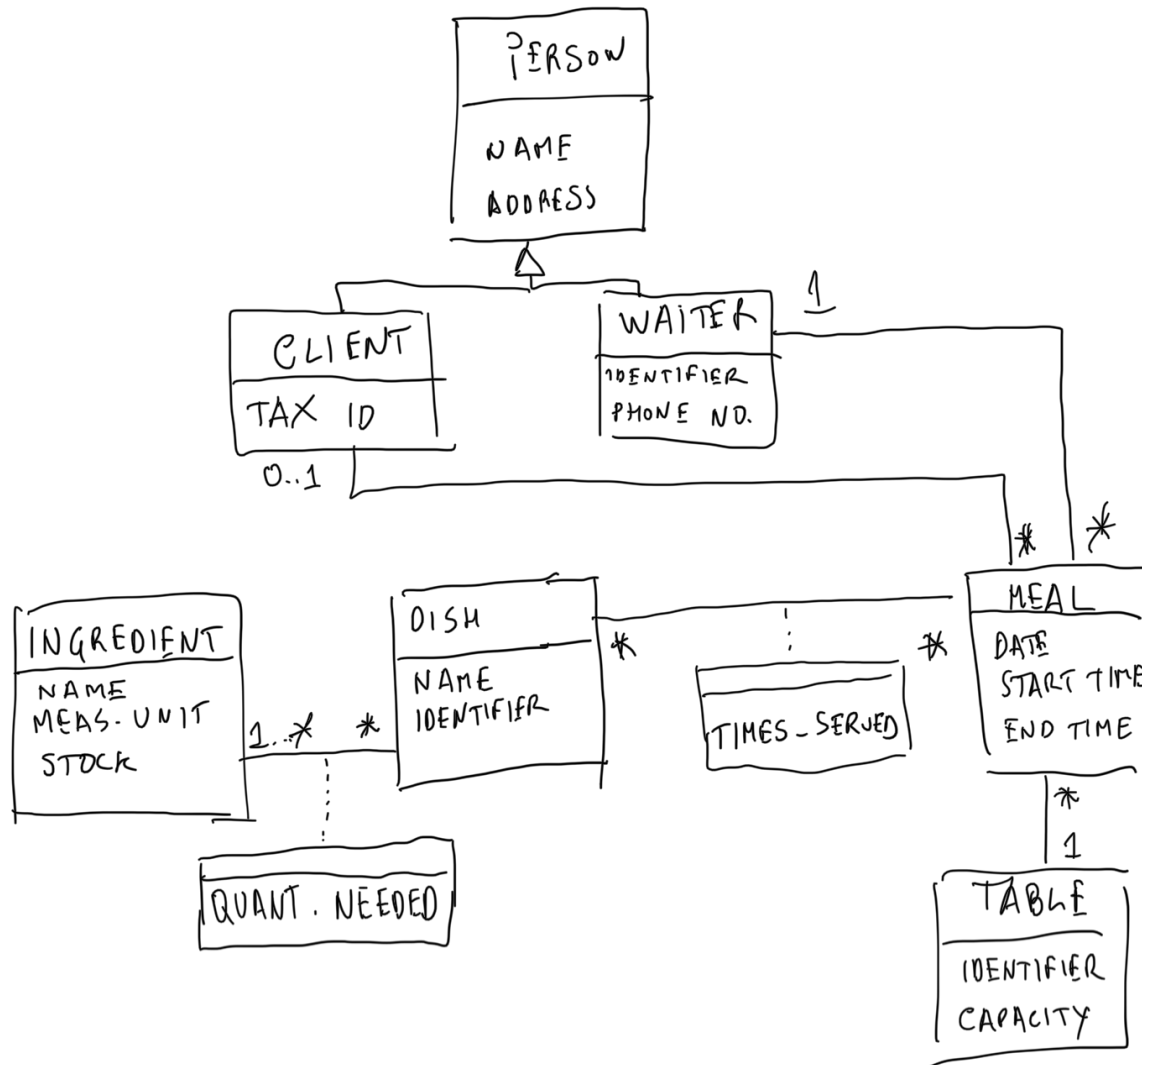 PERSON
NAME
ADDRESS
CLIENT
TAX ID
0..1
WAITER
IDENTIFIER
PHONE NO.
1
*
*
INGREDIENT
NAME
MEAS-UNIT
STOCK
1..*
*
QUANT. NEEDED
DISH
NAME
IDENTIFIER
*
*
TIMES_SERVED
MEAL
DATE
START TIME
END TIME
*
1
TABLE
IDENTIFIER
CAPACITY